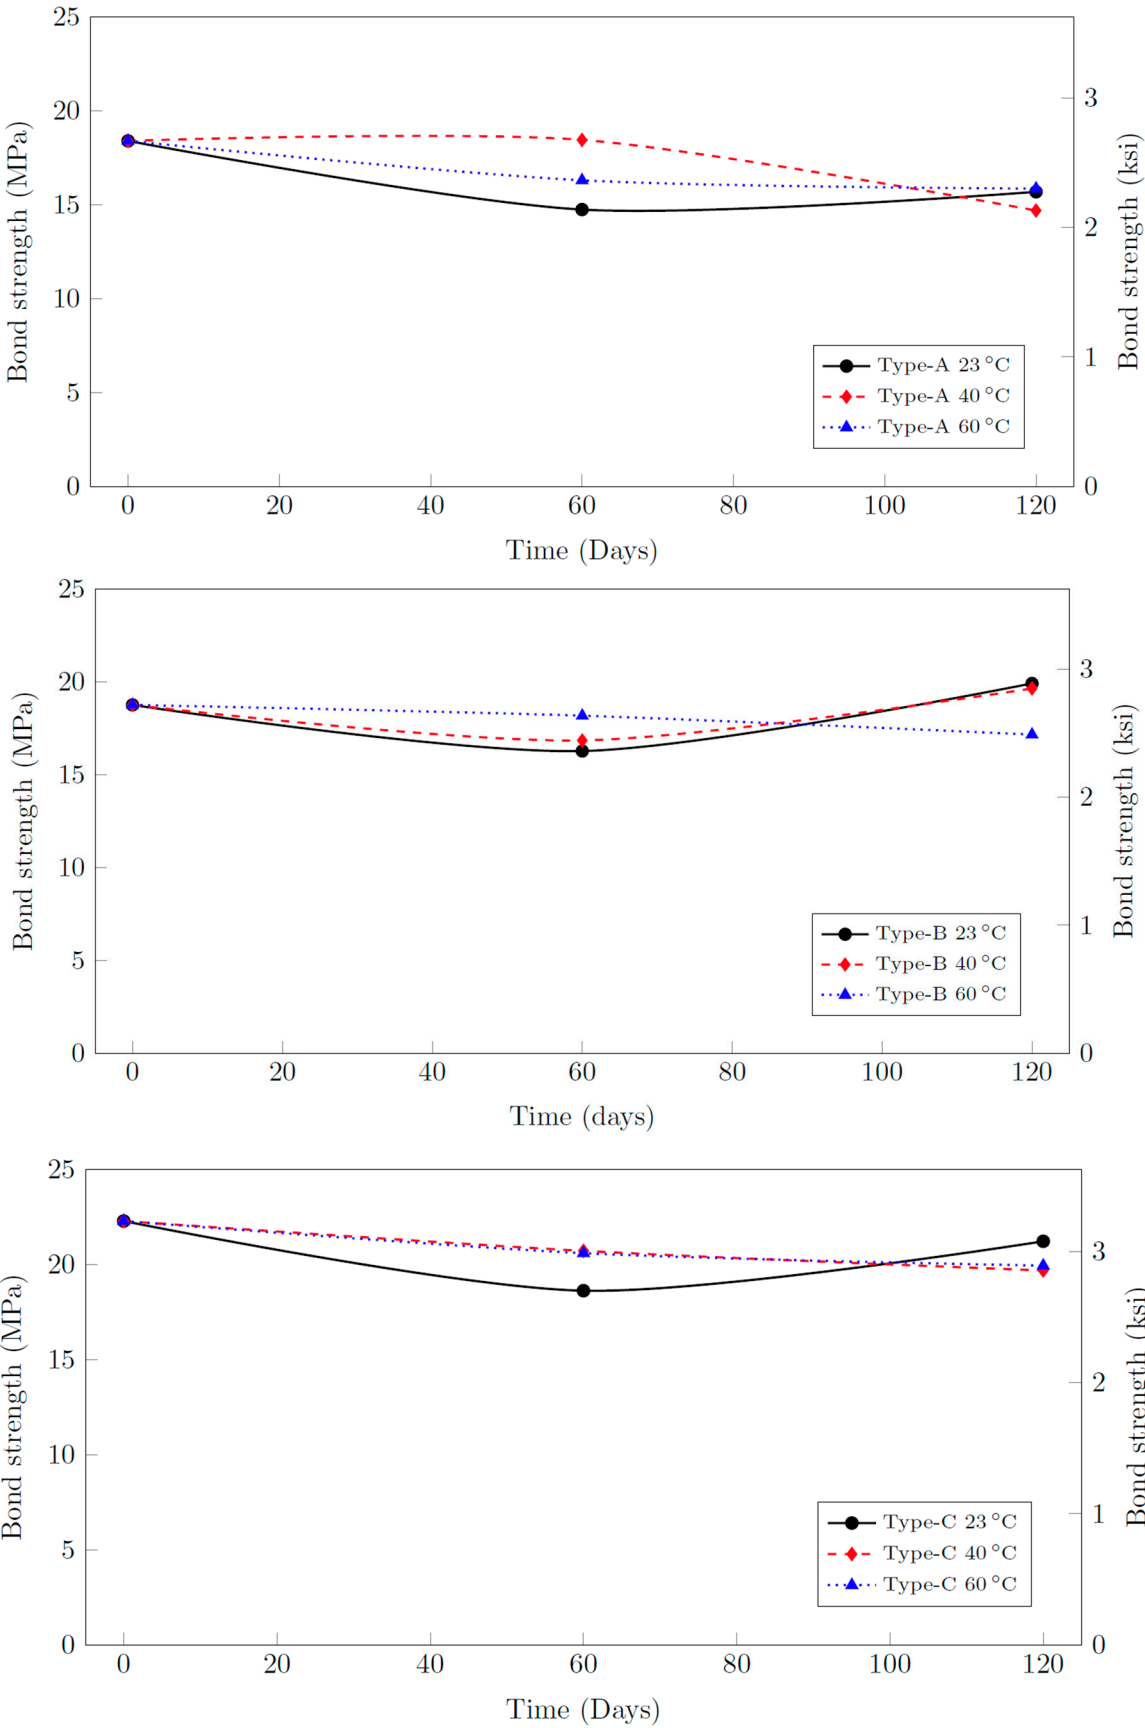 25
20
15
10
5
0
Bond strength (MPa)
3
2
1
0
Bond strength (ksi)
Type-A 23 °C
Type-A 40 °C
Type-A 60 °C
0 20 40 60 80 100 120
Time (Days)
25
20
15
10
5
0
Bond strength (MPa)
3
2
1
0
Bond strength (ksi)
Type-B 23 °C
Type-B 40 °C
Type-B 60 °C
0 20 40 60 80 100 120
Time (days)
25
20
15
10
5
0
Bond strength (MPa)
3
2
1
0
Bond strength (ksi)
Type-C 23 °C
Type-C 40 °C
Type-C 60 °C
0 20 40 60 80 100 120
Time (Days)